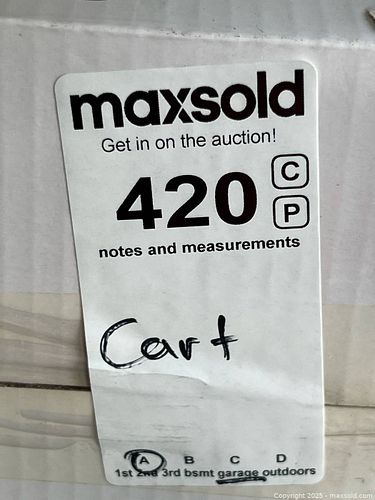 maxsold
Get in on the auction!
420 C
P
notes and measurements
Cart
A B C D
1st 2nd 3rd bsmt garage outdoors
Copyright 2025 - maxsold.com